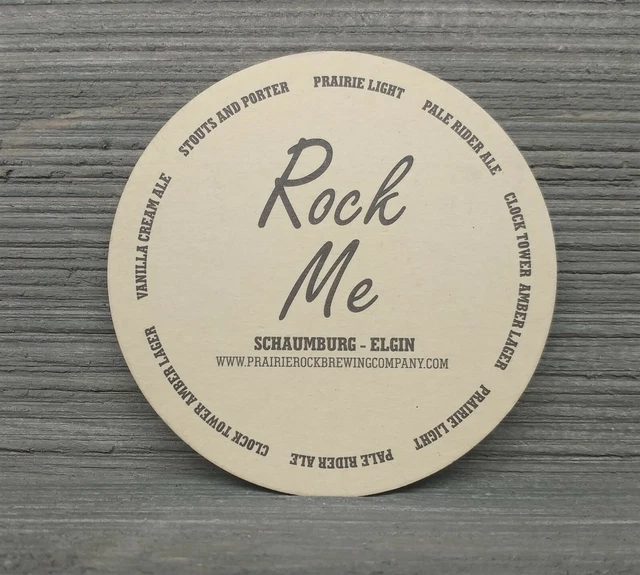 PRAIRIE LIGHT
PALE RIDER ALE
CLOCK TOWER AMBER LAGER
PRAIRIE LIGHT
PALE RIDER ALE
CLOCK TOWER AMBER LAGER
VANILLA CREAM ALE
STOUTS AND PORTER
Rock
Me
SCHAUMBURG - ELGIN
WWW.PRAIRIEROCKBREWINGCOMPANY.COM